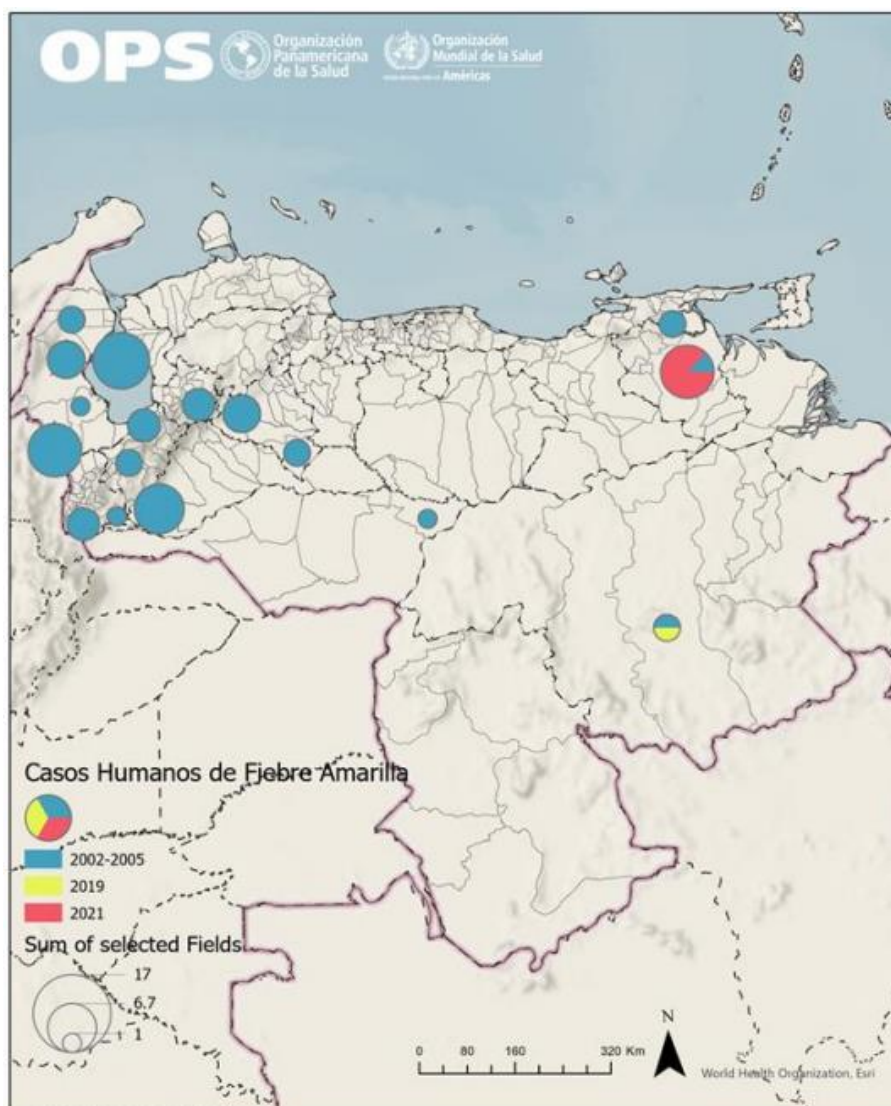 OPS
Organización
Panamericana
de la Salud
Organización
Mundial de la Salud
Américas
Casos Humanos de Fiebre Amarilla
2002-2005
2019
2021
Sum of selected Fields
17
6.7
1
N
0 80 160 320 Km
World Health Organization, Esri